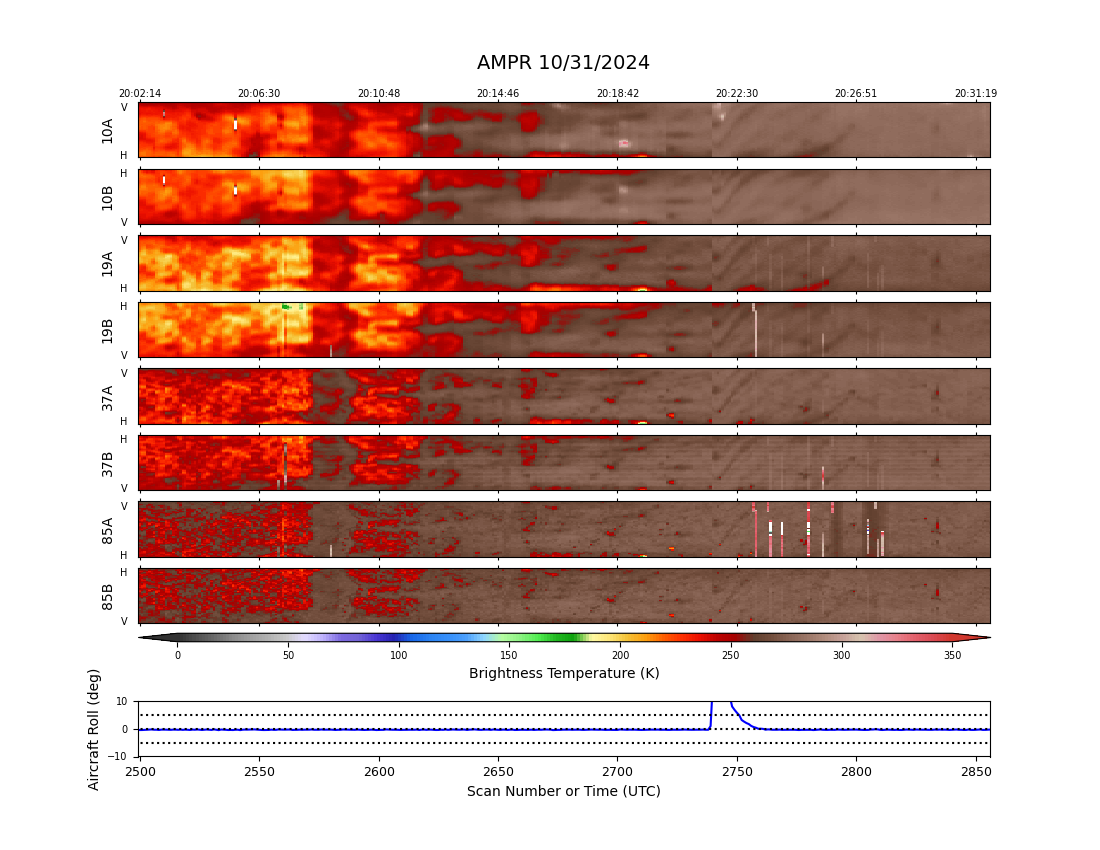 AMPR 10/31/2024
20:02:14 20:06:30 20:10:48 20:14:46 20:18:42 20:22:30 20:26:51 20:31:19
V
10A
H
H
10B
V
V
19A
H
H
19B
V
V
37A
H
H
37B
V
V
85A
H
H
85B
V
0 50 100 150 200 250 300 350
Brightness Temperature (K)
Aircraft Roll (deg)
10
0
−10
2500 2550 2600 2650 2700 2750 2800 2850
Scan Number or Time (UTC)